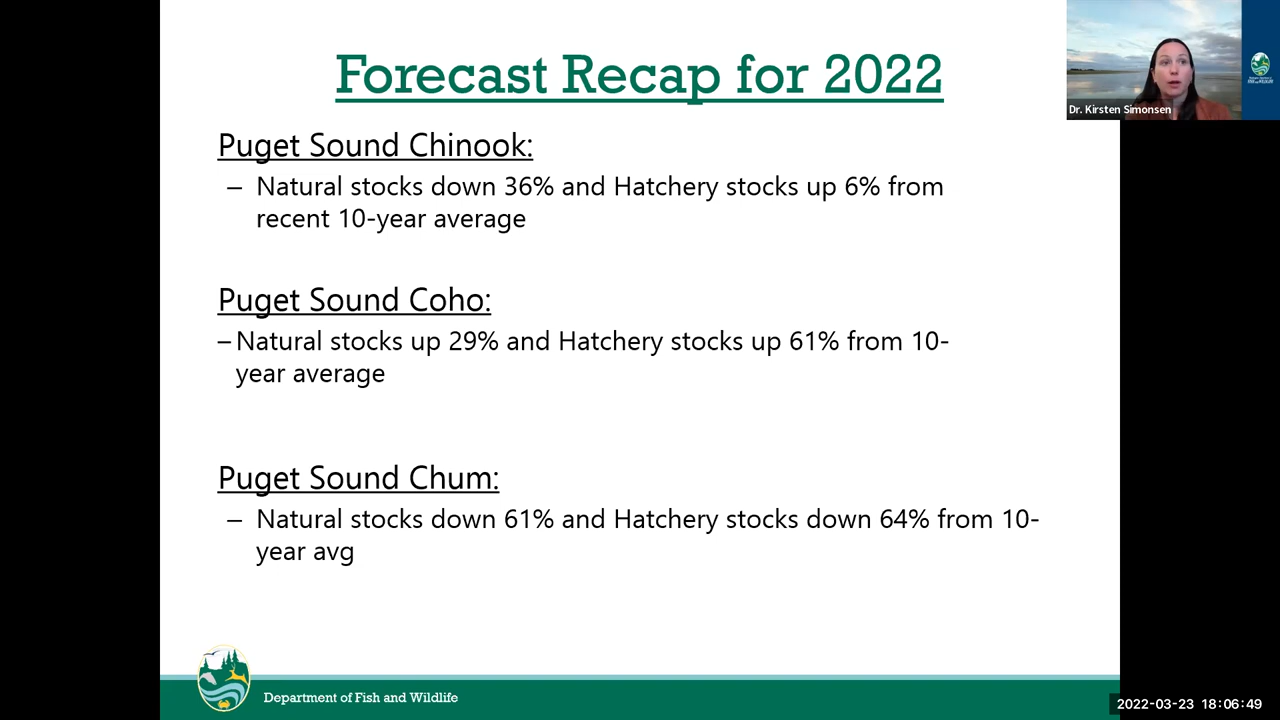 Forecast Recap for 2022
Dr. Kirsten Simonsen
Puget Sound Chinook:
– Natural stocks down 36% and Hatchery stocks up 6% from
recent 10-year average
Puget Sound Coho:
– Natural stocks up 29% and Hatchery stocks up 61% from 10-
year average
Puget Sound Chum:
– Natural stocks down 61% and Hatchery stocks down 64% from 10-
year avg
Department of Fish and Wildlife
2022-03-23 18:06:49